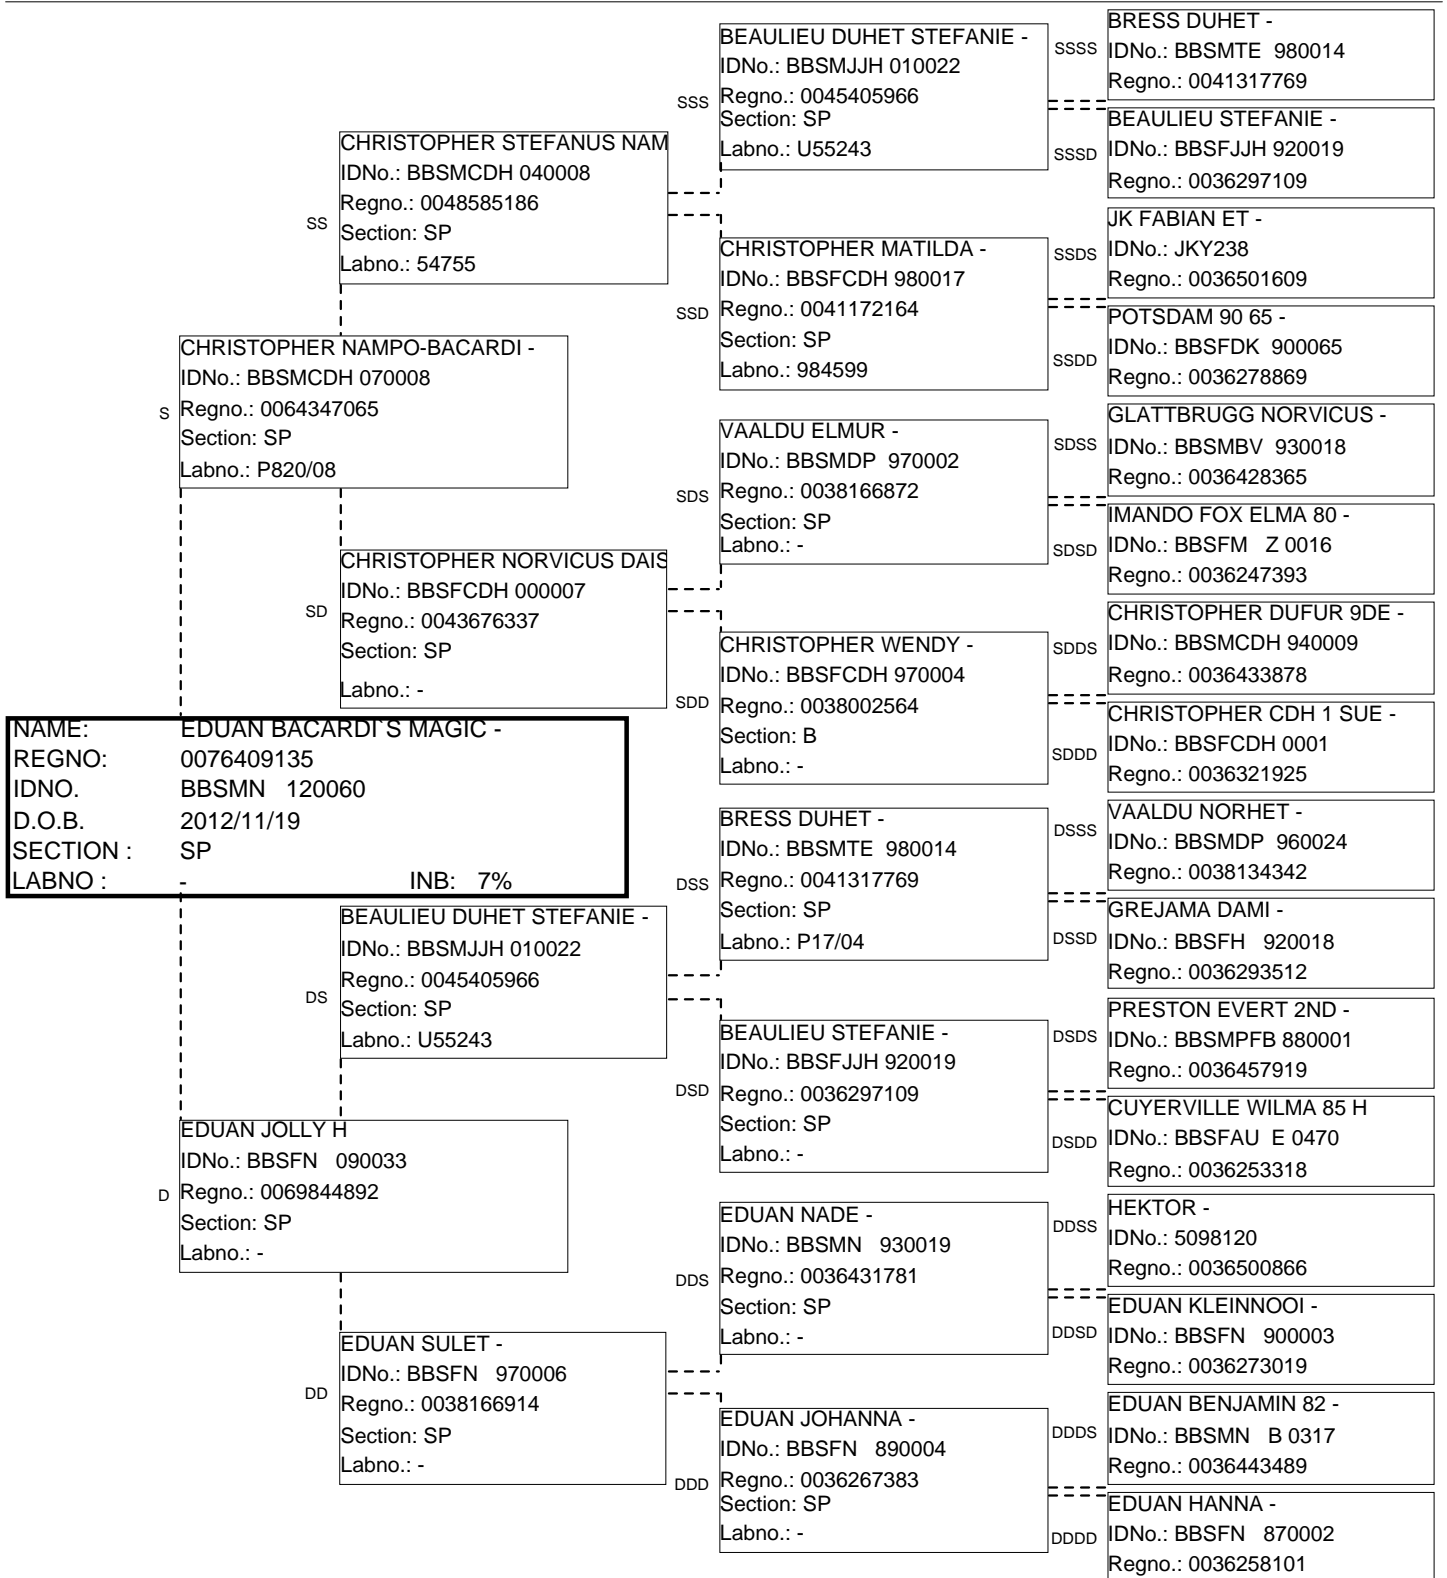 BRESS DUHET -
SSSS
IDNo.: BBSMTE 980014
Regno.: 0041317769
BEAULIEU DUHET STEFANIE -
IDNo.: BBSMJJH 010022
SSS
Regno.: 0045405966
Section: SP
Labno.: U55243
BEAULIEU STEFANIE -
SSSD
IDNo.: BBSFJJH 920019
Regno.: 0036297109
CHRISTOPHER STEFANUS NAM
IDNo.: BBSMCDH 040008
SS
Regno.: 0048585186
Section: SP
Labno.: 54755
JK FABIAN ET -
SSDS
IDNo.: JKY238
Regno.: 0036501609
CHRISTOPHER MATILDA -
IDNo.: BBSFCDH 980017
SSD
Regno.: 0041172164
Section: SP
Labno.: 984599
POTSDAM 90 65 -
SSDD
IDNo.: BBSFDK 900065
Regno.: 0036278869
CHRISTOPHER NAMPO-BACARDI -
IDNo.: BBSMCDH 070008
S
Regno.: 0064347065
Section: SP
Labno.: P820/08
GLATTBRUGG NORVICUS -
SDSS
IDNo.: BBSMBV 930018
Regno.: 0036428365
VAALDU ELMUR -
IDNo.: BBSMDP 970002
SDS
Regno.: 0038166872
Section: SP
Labno.: -
IMANDO FOX ELMA 80 -
SDSD
IDNo.: BBSFM Z 0016
Regno.: 0036247393
CHRISTOPHER NORVICUS DAIS
IDNo.: BBSFCDH 000007
SD
Regno.: 0043676337
Section: SP
Labno.: -
CHRISTOPHER DUFUR 9DE -
SDDS
IDNo.: BBSMCDH 940009
Regno.: 0036433878
CHRISTOPHER WENDY -
IDNo.: BBSFCDH 970004
SDD
Regno.: 0038002564
Section: B
Labno.: -
CHRISTOPHER CDH 1 SUE -
SDDD
IDNo.: BBSFCDH 0001
Regno.: 0036321925
NAME: EDUAN BACARDI`S MAGIC -
REGNO: 0076409135
IDNO. BBSMN 120060
D.O.B. 2012/11/19
SECTION : SP
LABNO : - INB: 7%
VAALDU NORHET -
DSSS
IDNo.: BBSMDP 960024
Regno.: 0038134342
BRESS DUHET -
IDNo.: BBSMTE 980014
DSS
Regno.: 0041317769
Section: SP
Labno.: P17/04
GREJAMA DAMI -
DSSD
IDNo.: BBSFH 920018
Regno.: 0036293512
BEAULIEU DUHET STEFANIE -
IDNo.: BBSMJJH 010022
DS
Regno.: 0045405966
Section: SP
Labno.: U55243
PRESTON EVERT 2ND -
DSDS
IDNo.: BBSMPFB 880001
Regno.: 0036457919
BEAULIEU STEFANIE -
IDNo.: BBSFJJH 920019
DSD
Regno.: 0036297109
Section: SP
Labno.: -
CUYERVILLE WILMA 85 H
DSDD
IDNo.: BBSFAU E 0470
Regno.: 0036253318
EDUAN JOLLY H
IDNo.: BBSFN 090033
D
Regno.: 0069844892
Section: SP
Labno.: -
HEKTOR -
DDSS
IDNo.: 5098120
Regno.: 0036500866
EDUAN NADE -
IDNo.: BBSMN 930019
DDS
Regno.: 0036431781
Section: SP
Labno.: -
EDUAN KLEINNOOI -
DDSD
IDNo.: BBSFN 900003
Regno.: 0036273019
EDUAN SULET -
IDNo.: BBSFN 970006
DD
Regno.: 0038166914
Section: SP
Labno.: -
EDUAN BENJAMIN 82 -
DDDS
IDNo.: BBSMN B 0317
Regno.: 0036443489
EDUAN JOHANNA -
IDNo.: BBSFN 890004
DDD
Regno.: 0036267383
Section: SP
Labno.: -
EDUAN HANNA -
DDDD
IDNo.: BBSFN 870002
Regno.: 0036258101